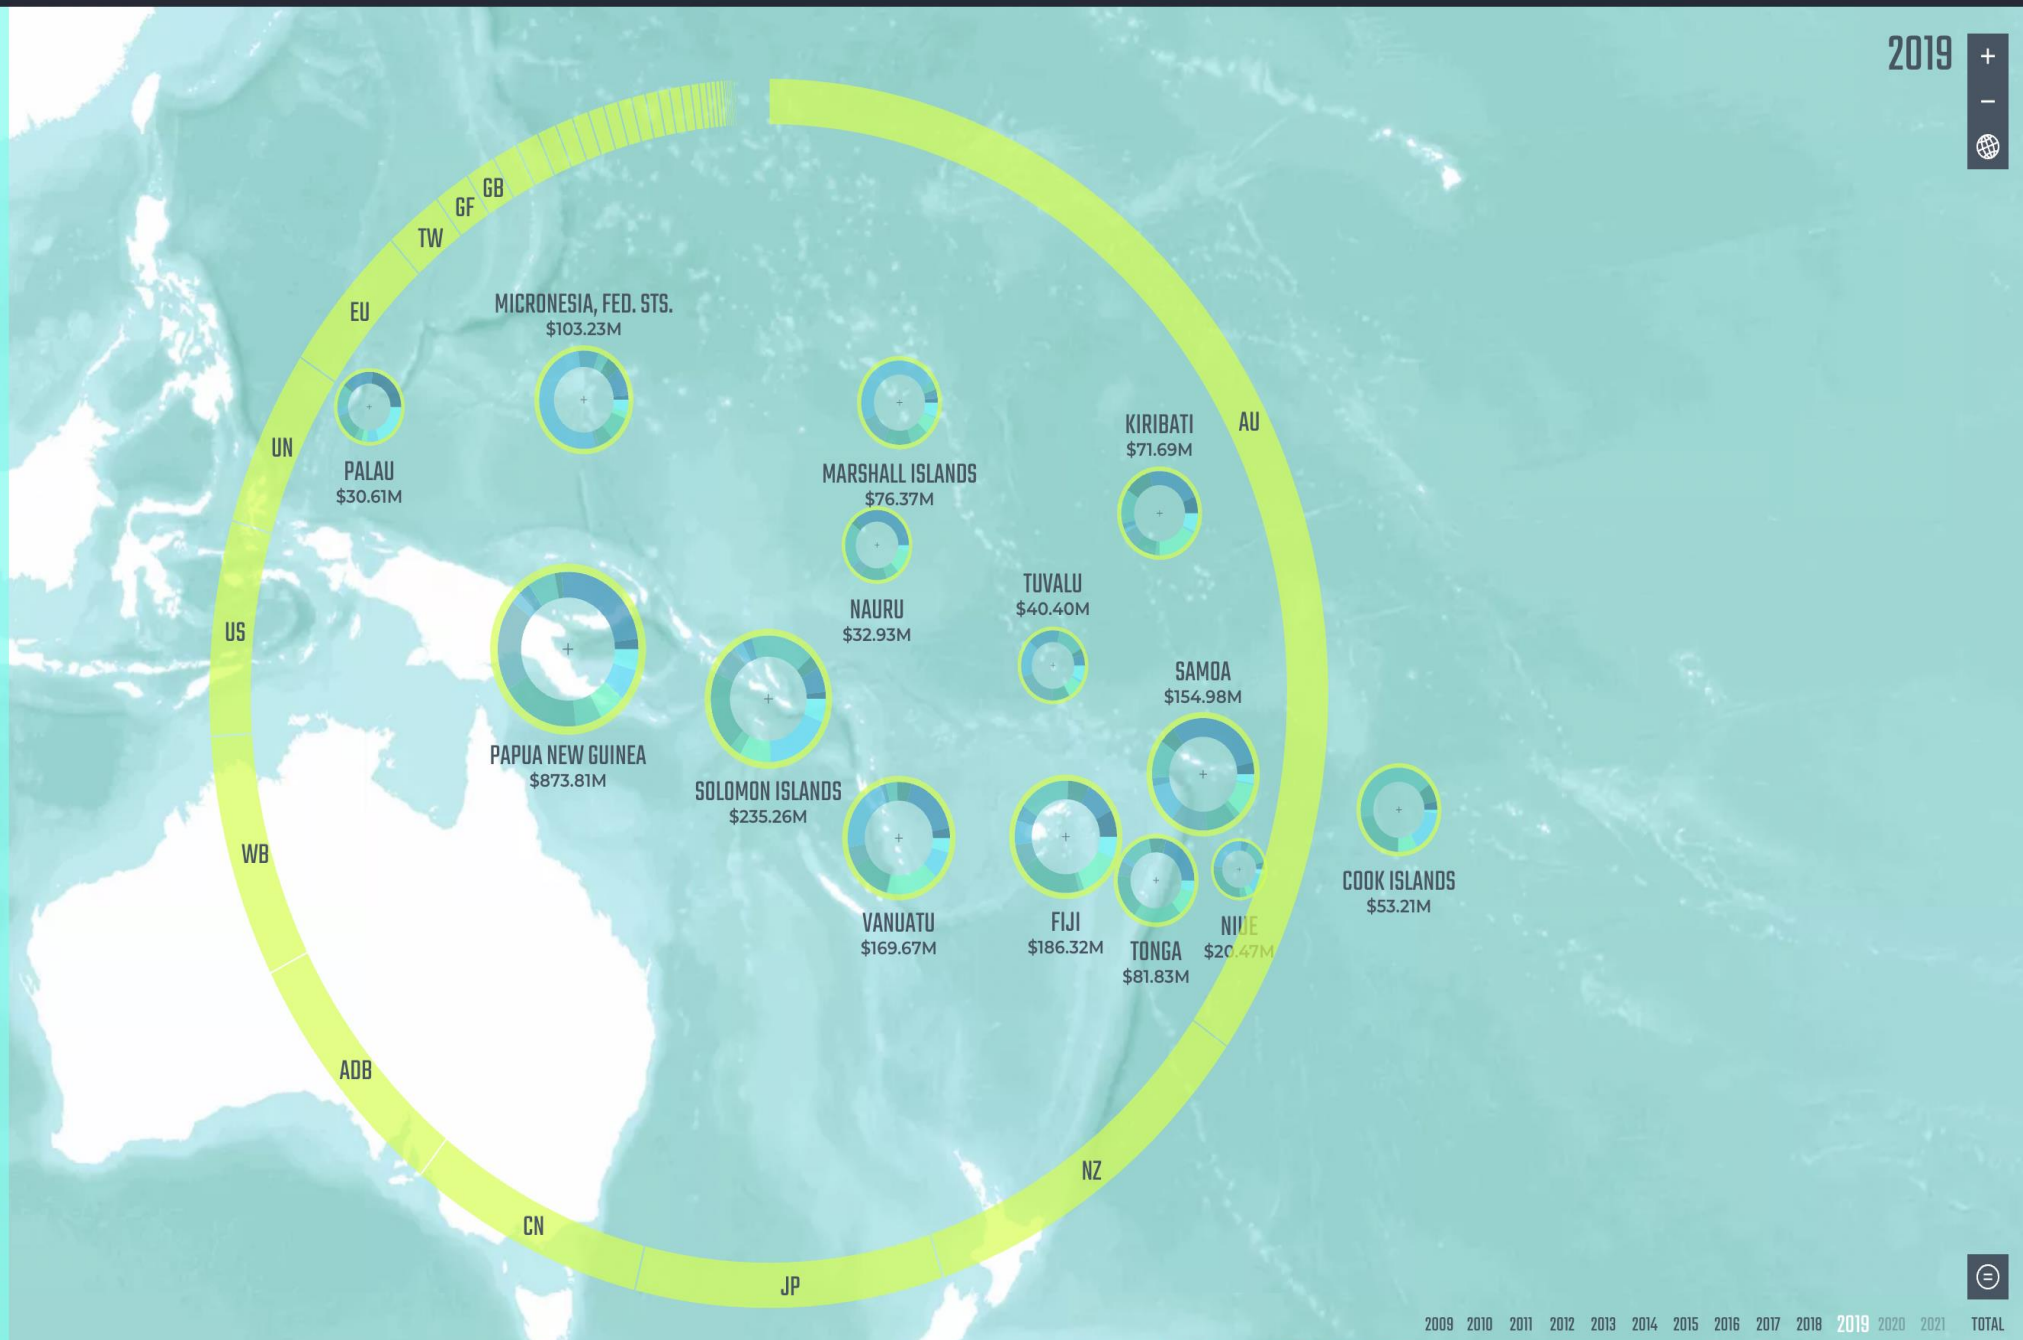 2019
+
−
GB
GF
TW
EU
MICRONESIA, FED. STS.
$103.23M
UN
PALAU
$30.61M
MARSHALL ISLANDS
$76.37M
KIRIBATI
$71.69M
AU
NAURU
$32.93M
TUVALU
$40.40M
US
PAPUA NEW GUINEA
$873.81M
SOLOMON ISLANDS
$235.26M
SAMOA
$154.98M
WB
VANUATU
$169.67M
FIJI
$186.32M
TONGA
$81.83M
NIUE
$20.47M
COOK ISLANDS
$53.21M
ADB
NZ
CN
JP
2009 2010 2011 2012 2013 2014 2015 2016 2017 2018 2019 2020 2021 TOTAL